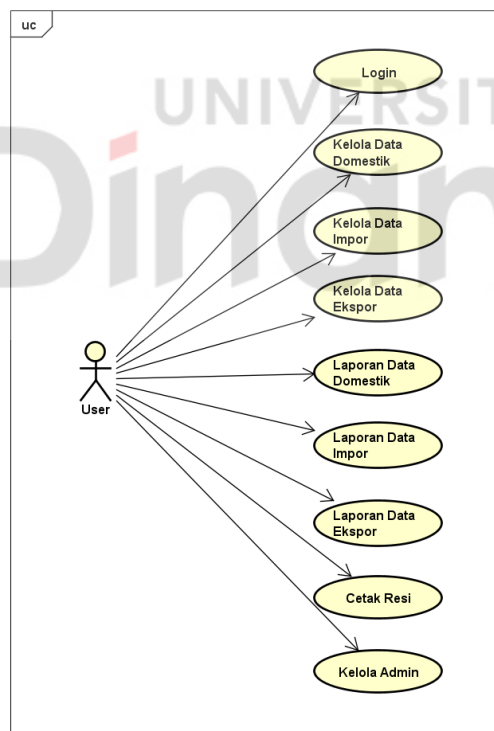 uc
UNIVERSIT
Dinam
Login
Kelola Data
Domestik
Kelola Data
Impor
Kelola Data
Ekspor
Laporan Data
Domestik
User
Laporan Data
Impor
Laporan Data
Ekspor
Cetak Resi
Kelola Admin